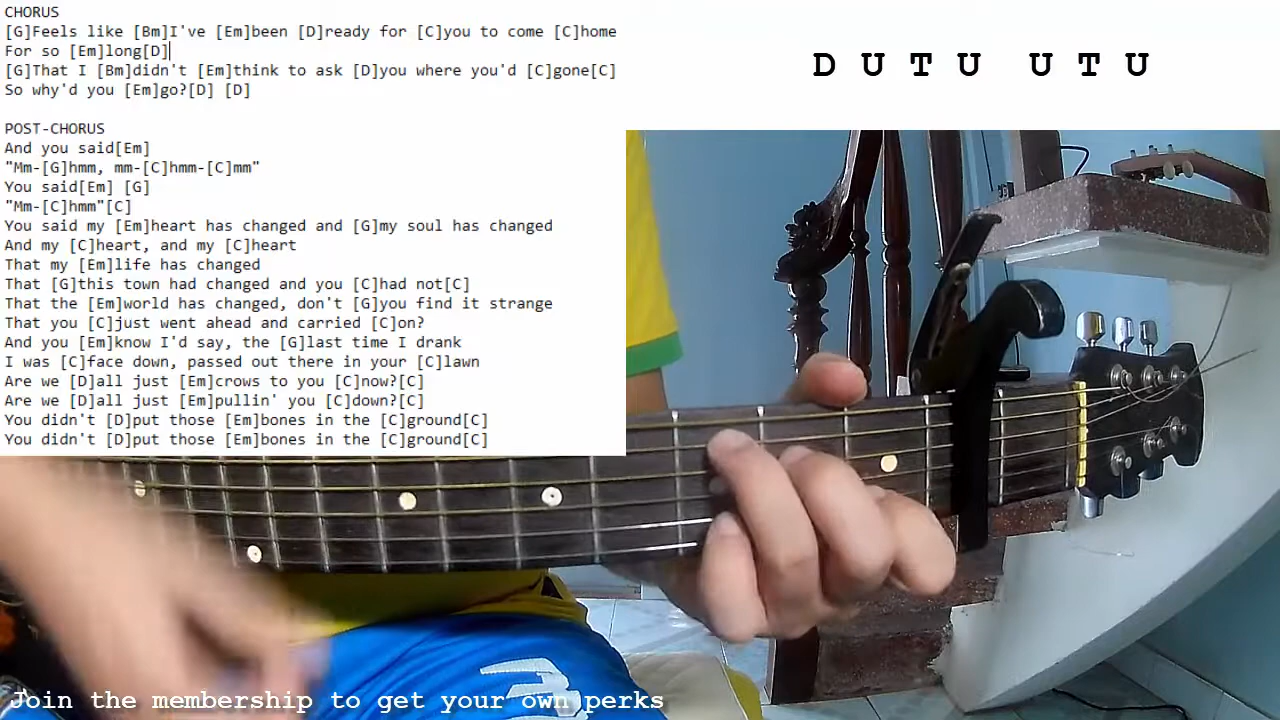 CHORUS
[G]Feels like [Bm]I've [Em]been [D]ready for [C]you to come [C]home
For so [Em]long[D]
[G]That I [Bm]didn't [Em]think to ask [D]you where you'd [C]gone[C]
So why'd you [Em]go?[D] [D]
POST-CHORUS
And you said[Em]
"Mm-[G]hmm, mm-[C]hmm-[C]mm"
You said[Em] [G]
"Mm-[C]hmm"[C]
You said my [Em]heart has changed and [G]my soul has changed
And my [C]heart, and my [C]heart
That my [Em]life has changed
That [G]this town had changed and you [C]had not[C]
That the [Em]world has changed, don't [G]you find it strange
That you [C]just went ahead and carried [C]on?
And you [Em]know I'd say, the [G]last time I drank
I was [C]face down, passed out there in your [C]lawn
Are we [D]all just [Em]crows to you [C]now?[C]
Are we [D]all just [Em]pullin' you [C]down?[C]
You didn't [D]put those [Em]bones in the [C]ground[C]
You didn't [D]put those [Em]bones in the [C]ground[C]
D U T U U T U
Join the membership to get your own perks